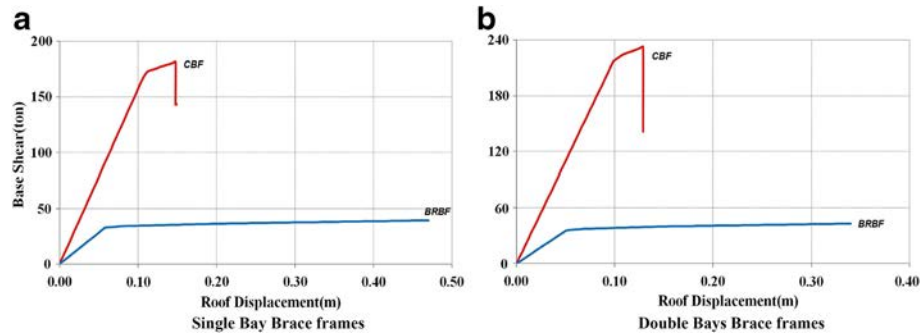 a
200
150
100
50
0
Base Shear(ton)
CBF
BRBF
0.00 0.10 0.20 0.30 0.40 0.50
Roof Displacement(m)
Single Bay Brace frames
b
240
180
120
60
0
CBF
BRBF
0.00 0.10 0.20 0.30 0.40
Roof Displacement(m)
Double Bays Brace frames